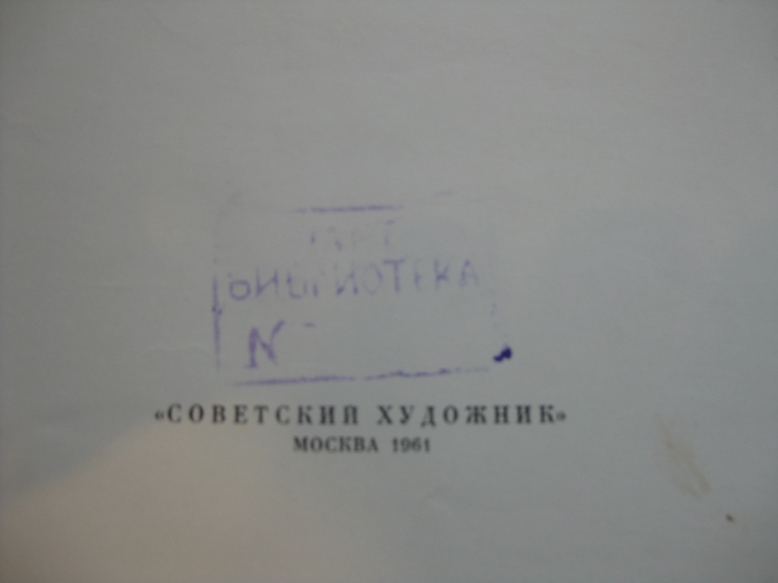 БИБЛИОТЕКА
N
«СОВЕТСКИЙ ХУДОЖНИК»
МОСКВА 1961